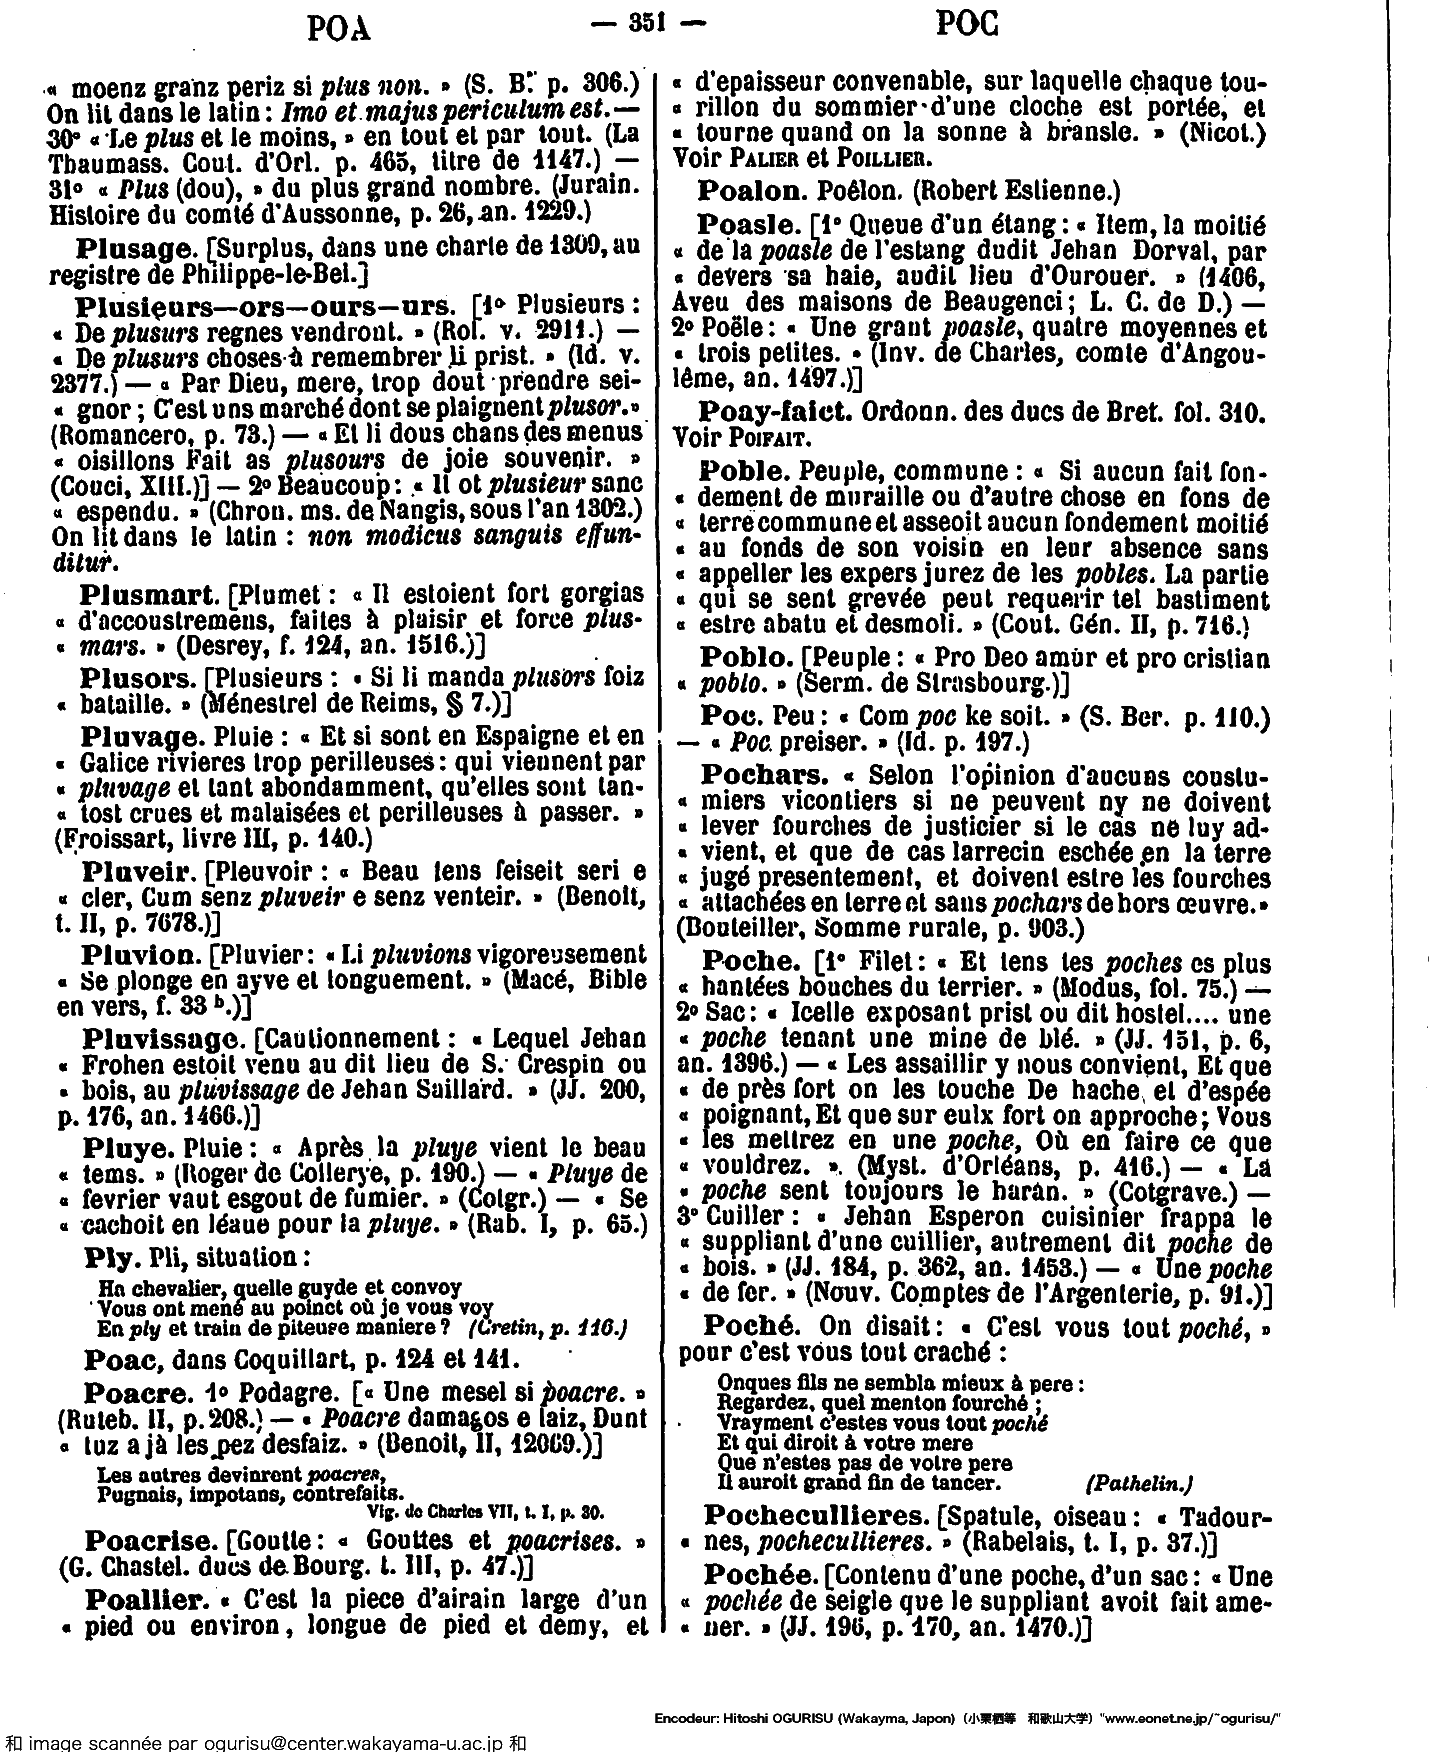 POA
— 351 —
POC
« moenz granz periz si plus non. » (S. B. p. 306.)
On lit dans le latin : Imo et majus periculum est. —
30° « Le plus et le moins, » en tout et par tout. (La
Thaumass. Cout. d'Orl. p. 465, titre de 1147.) —
31° « Plus (dou), » du plus grand nombre. (Jurain.
Histoire du comté d'Aussonne, p. 26, an. 1229.)
Plusage. [Surplus, dans une charte de 1309, au
registre de Philippe-le-Bel.]
Plusieurs—ors—ours—urs. [1° Plusieurs :
« De plusurs regnes vendront. » (Rol. v. 2911.) —
« De plusurs choses à remembrer li prist. » (Id. v.
2377.) — « Par Dieu, mere, trop dout prendre sei-
« gnor ; C'est uns marché dont se plaignent plusor. »
(Romancero, p. 73.) — « Et li dous chans des menus
« oisillons Fait as plusours de joie souvenir. »
(Couci, XIII.)] — 2° Beaucoup : « Il ot plusieur sanc
« espendu. » (Chron. ms. de Nangis, sous l'an 1302.)
On lit dans le latin : non modicus sanguis effun-
ditur.
Plusmart. [Plumet : « Il estoient fort gorgias
« d'accoustremens, faites à plaisir et force plus-
« mars. » (Desrey, f. 124, an. 1516.)]
Plusors. [Plusieurs : « Si li manda plusors foiz
« bataille. » (Ménestrel de Reims, § 7.)]
Pluvage. Pluie : « Et si sont en Espaigne et en
« Galice rivieres trop perilleuses : qui viennent par
« pluvage et tant abondamment, qu'elles sont tan-
« tost crues et malaisées et perilleuses à passer. »
(Froissart, livre III, p. 140.)
Pluveir. [Pleuvoir : « Beau tens feiseit seri e
« cler, Cum senz pluveir e senz venteir. » (Benoit,
t. II, p. 7678.)]
Pluvion. [Pluvier : « Li pluvions vigoreusement
« Se plonge en ayve et longuement. » (Macé, Bible
en vers, f. 33 b.)]
Pluvissage. [Cautionnement : « Lequel Jehan
« Frohen estoit venu au dit lieu de S. Crespin ou
« bois, au pluvissage de Jehan Saillard. » (JJ. 200,
p. 176, an. 1466.)]
Pluye. Pluie : « Après la pluye vient le beau
« tems. » (Roger de Collerye, p. 190.) — « Pluye de
« fevrier vaut esgout de fumier. » (Cotgr.) — « Se
« cachoit en léaue pour la pluye. » (Rab. I, p. 65.)
Ply. Pli, situation :
Ha chevalier, quelle guyde et convoy
Vous ont mené au poinct où je vous voy
En ply et train de piteuse maniere ? (Cretin, p. 116.)
Poac, dans Coquillart, p. 124 et 141.
Poacre. 1° Podagre. [« Une mesel si poacre. »
(Ruteb. II, p. 208.) — « Poacre damagos e laiz, Dunt
« tuz a jà les pez desfaiz. » (Benoit, II, 12069.)]
Les autres devinrent poacres,
Pugnais, impotans, contrefaits.
Vig. de Charles VII, t. I, p. 30.
Poacrise. [Goutte : « Gouttes et poacrises. »
(G. Chastel. ducs de Bourg. t. III, p. 47.)]
Poallier. « C'est la piece d'airain large d'un
« pied ou environ, longue de pied et demy, et
« d'epaisseur convenable, sur laquelle chaque tou-
« rillon du sommier d'une cloche est portée, et
« tourne quand on la sonne à bransle. » (Nicot.)
Voir PALIER et POILLIER.
Poalon. Poêlon. (Robert Estienne.)
Poasle. [1° Queue d'un étang : « Item, la moitié
« de la poasle de l'estang dudit Jehan Dorval, par
« devers sa haie, audit lieu d'Ourouer. » (1406,
Aveu des maisons de Beaugenci ; L. C. de D.) —
2° Poële : « Une grant poasle, quatre moyennes et
« trois petites. » (Inv. de Charles, comte d'Angou-
lême, an. 1497.)]
Poay-faict. Ordonn. des ducs de Bret. fol. 310.
Voir POIFAIT.
Poble. Peuple, commune : « Si aucun fait fon-
« dement de muraille ou d'autre chose en fons de
« terre commune et asseoit aucun fondement moitié
« au fonds de son voisin en leur absence sans
« appeller les expers jurez de les pobles. La partie
« qui se sent grevée peut requerir tel bastiment
« estre abatu et desmoli. » (Cout. Gén. II, p. 716.)
Poblo. [Peuple : « Pro Deo amur et pro cristian
« poblo. » (Serm. de Strasbourg.)]
Poc. Peu : « Com poc ke soit. » (S. Ber. p. 110.)
— « Poc preiser. » (Id. p. 197.)
Pochars. « Selon l'opinion d'aucuns coustu-
« miers vicontiers si ne peuvent ny ne doivent
« lever fourches de justicier si le cas ne luy ad-
« vient, et que de cas larrecin eschée en la terre
« jugé presentement, et doivent estre les fourches
« attachées en terre et sans pochars de hors œuvre. »
(Bouteiller, Somme rurale, p. 903.)
Poche. [1° Filet : « Et tens tes poches es plus
« hantées bouches du terrier. » (Modus, fol. 75.) —
2° Sac : « Icelle exposant prist ou dit hostel.... une
« poche tenant une mine de blé. » (JJ. 151, p. 6,
an. 1396.) — « Les assaillir y nous convient, Et que
« de près fort on les touche De hache et d'espée
« poignant, Et que sur eulx fort on approche ; Vous
« les mettrez en une poche, Où en faire ce que
« vouldrez. » (Myst. d'Orléans, p. 416.) — « La
« poche sent toujours le haran. » (Cotgrave.) —
3° Cuiller : « Jehan Esperon cuisinier frappa le
« suppliant d'une cuillier, autrement dit poche de
« bois. » (JJ. 184, p. 362, an. 1453.) — « Une poche
« de fer. » (Nouv. Comptes de l'Argenterie, p. 91.)]
Poché. On disait : « C'est vous tout poché, »
pour c'est vous tout craché :
Onques fils ne sembla mieux à pere :
Regardez, quel menton fourché ;
Vrayment c'estes vous tout poché
Et qui diroit à votre mere
Que n'estes pas de votre pere
Il auroit grand fin de tancer. (Pathelin.)
Pochecullieres. [Spatule, oiseau : « Tadour-
« nes, pochecullieres. » (Rabelais, t. I, p. 37.)]
Pochée. [Contenu d'une poche, d'un sac : « Une
« pochée de seigle que le suppliant avoit fait ame-
« ner. » (JJ. 196, p. 170, an. 1470.)]
Encodeur: Hitoshi OGURISU (Wakayma, Japon) (小栗栖等 和歌山大学) "www.eonet.ne.jp/~ogurisu/"
和 image scannée par ogurisu@center.wakayama-u.ac.jp 和